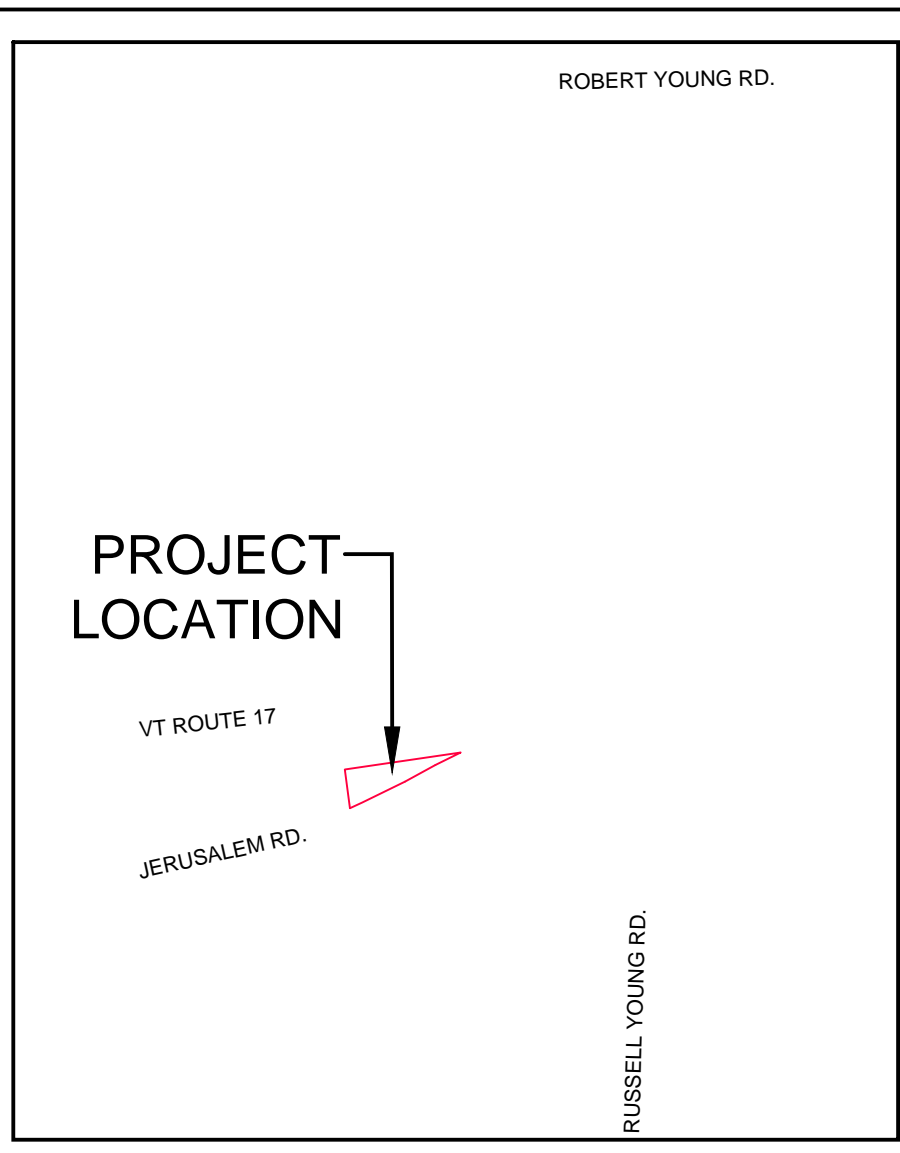 ROBERT YOUNG RD.
PROJECT
LOCATION
VT ROUTE 17
JERUSALEM RD.
RUSSELL YOUNG RD.